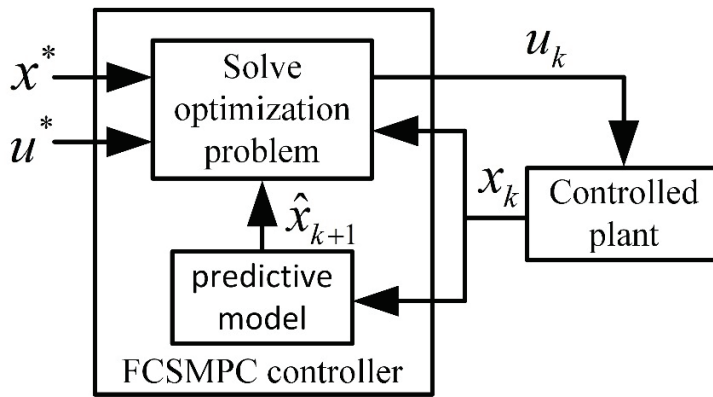 x*
u*
Solve
optimization
problem
u_k
x_k
Controlled
plant
x̂_{k+1}
predictive
model
FCSMPC controller